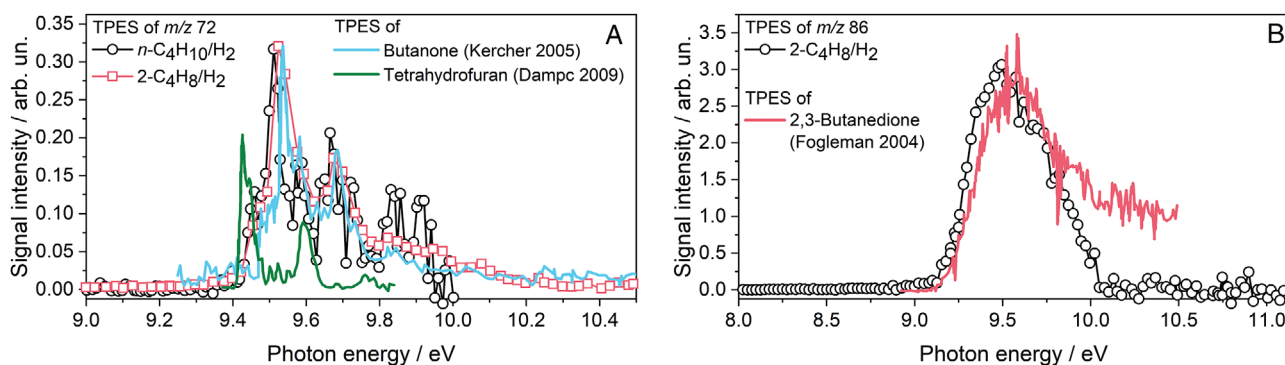 TPES of m/z 72
n-C4H10/H2
2-C4H8/H2
TPES of
Butanone (Kercher 2005)
Tetrahydrofuran (Dampc 2009)
A
Signal intensity / arb. un.
0.35
0.30
0.25
0.20
0.15
0.10
0.05
0.00
9.0 9.2 9.4 9.6 9.8 10.0 10.2 10.4
Photon energy / eV
TPES of m/z 86
2-C4H8/H2
TPES of
2,3-Butanedione
(Fogleman 2004)
B
Signal intensity / arb. un.
3.5
3.0
2.5
2.0
1.5
1.0
0.5
0.0
8.0 8.5 9.0 9.5 10.0 10.5 11.0
Photon energy / eV